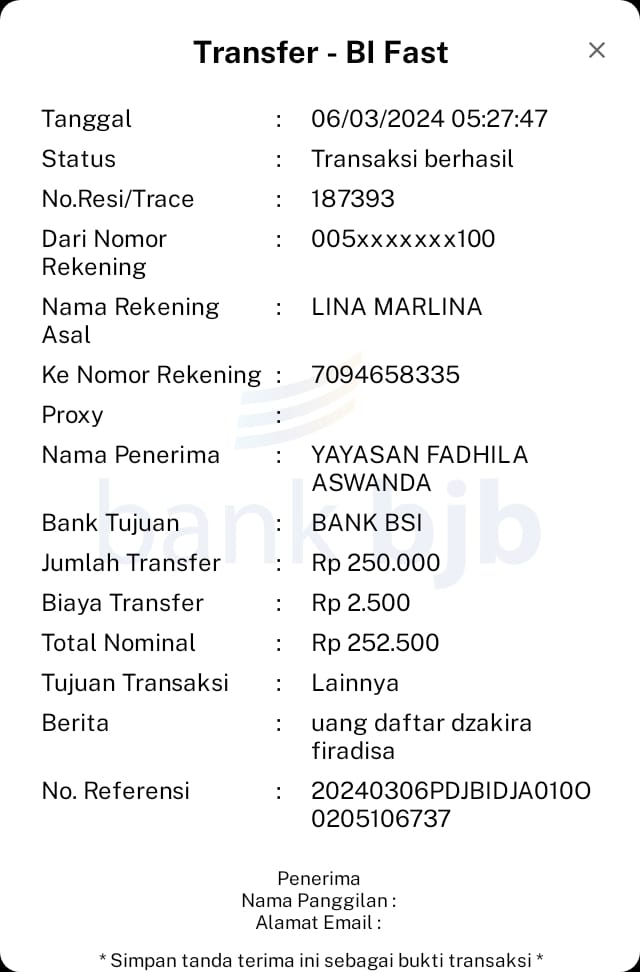 Transfer - BI Fast
Tanggal : 06/03/2024 05:27:47
Status : Transaksi berhasil
No.Resi/Trace : 187393
Dari Nomor : 005xxxxxxx100
Rekening
Nama Rekening : LINA MARLINA
Asal
Ke Nomor Rekening : 7094658335
Proxy :
Nama Penerima : YAYASAN FADHILA
ASWANDA
Bank Tujuan : BANK BSI
Jumlah Transfer : Rp 250.000
Biaya Transfer : Rp 2.500
Total Nominal : Rp 252.500
Tujuan Transaksi : Lainnya
Berita : uang daftar dzakira
firadisa
No. Referensi : 20240306PDJBIDJA010O
0205106737
bank bjb
Penerima
Nama Panggilan :
Alamat Email :
* Simpan tanda terima ini sebagai bukti transaksi *